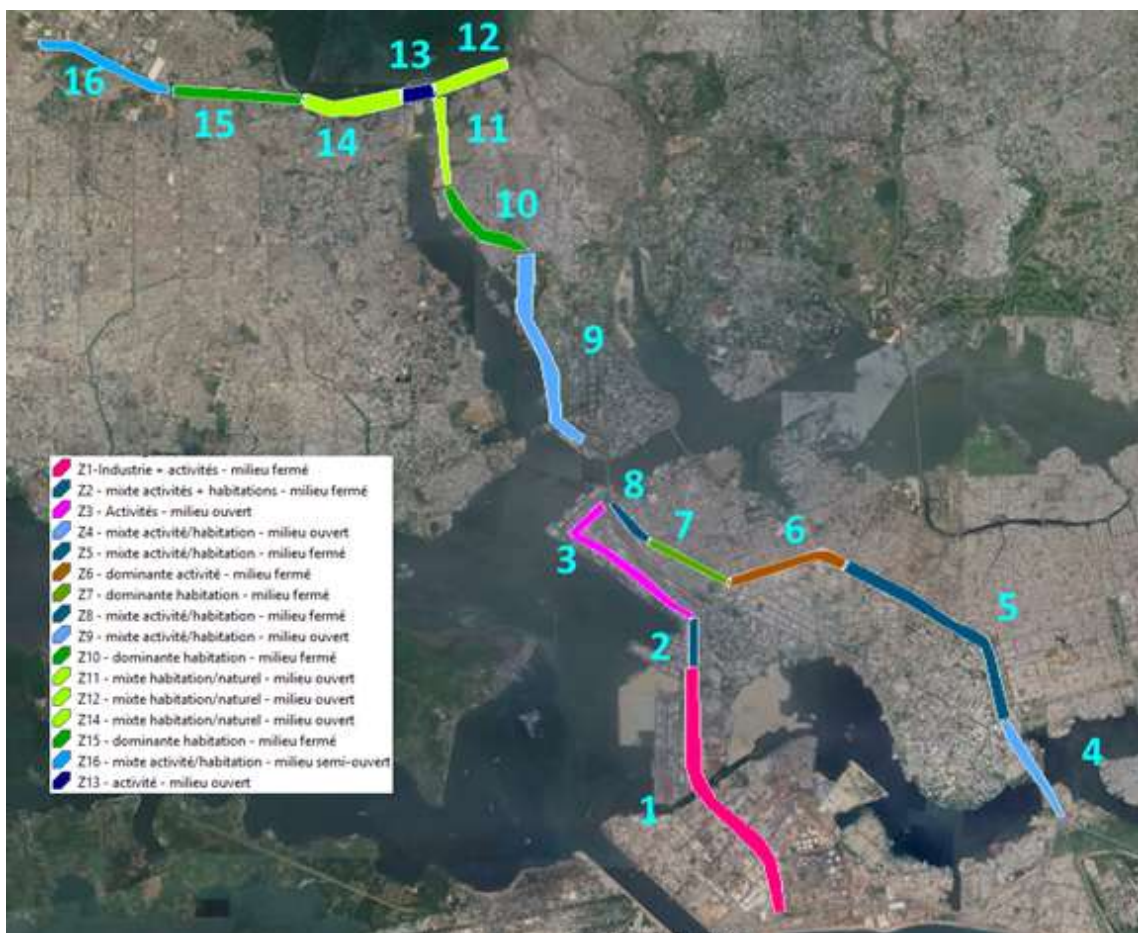 12
13
16
11
15
14
10
9
8
7
6
3
5
2
4
1
Z1-Industrie + activités - milieu fermé
Z2 - mixte activités + habitations - milieu fermé
Z3 - Activités - milieu ouvert
Z4 - mixte activité/habitation - milieu ouvert
Z5 - mixte activité/habitation - milieu fermé
Z6 - dominante activité - milieu fermé
Z7 - dominante habitation - milieu fermé
Z8 - mixte activité/habitation - milieu fermé
Z9 - mixte activité/habitation - milieu ouvert
Z10 - dominante habitation - milieu fermé
Z11 - mixte habitation/naturel - milieu ouvert
Z12 - mixte habitation/naturel - milieu ouvert
Z14 - mixte habitation/naturel - milieu ouvert
Z15 - dominante habitation - milieu fermé
Z16 - mixte activité/habitation - milieu semi-ouvert
Z13 - activité - milieu ouvert